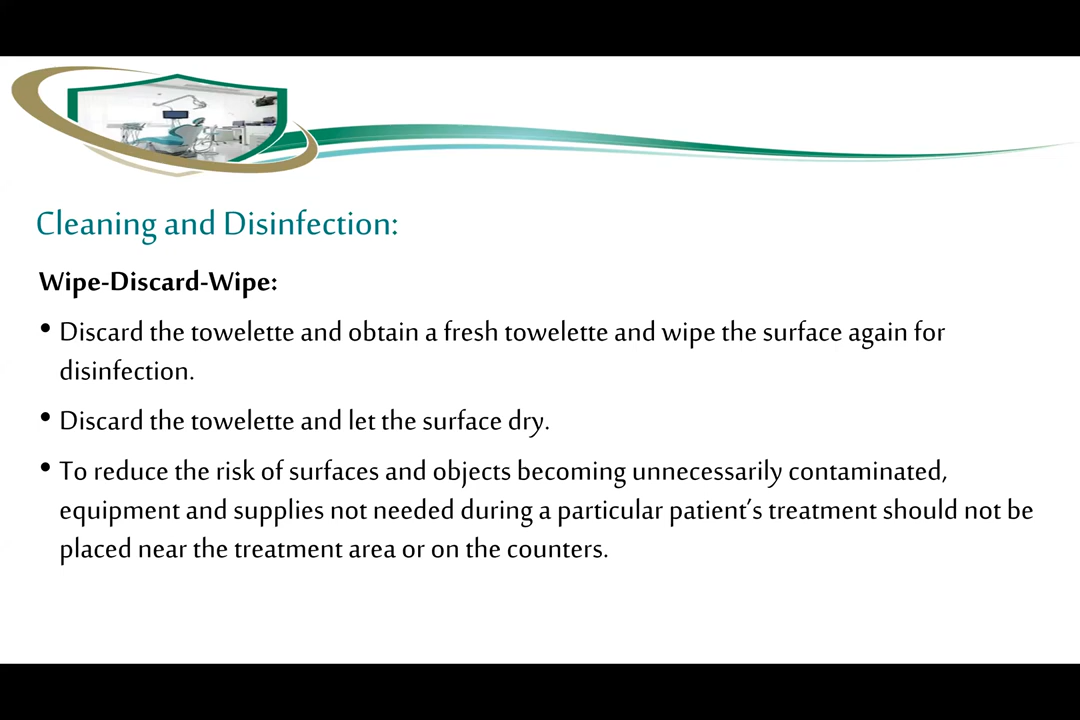 Cleaning and Disinfection:
Wipe-Discard-Wipe:
• Discard the towelette and obtain a fresh towelette and wipe the surface again for
disinfection.
• Discard the towelette and let the surface dry.
• To reduce the risk of surfaces and objects becoming unnecessarily contaminated,
equipment and supplies not needed during a particular patient’s treatment should not be
placed near the treatment area or on the counters.